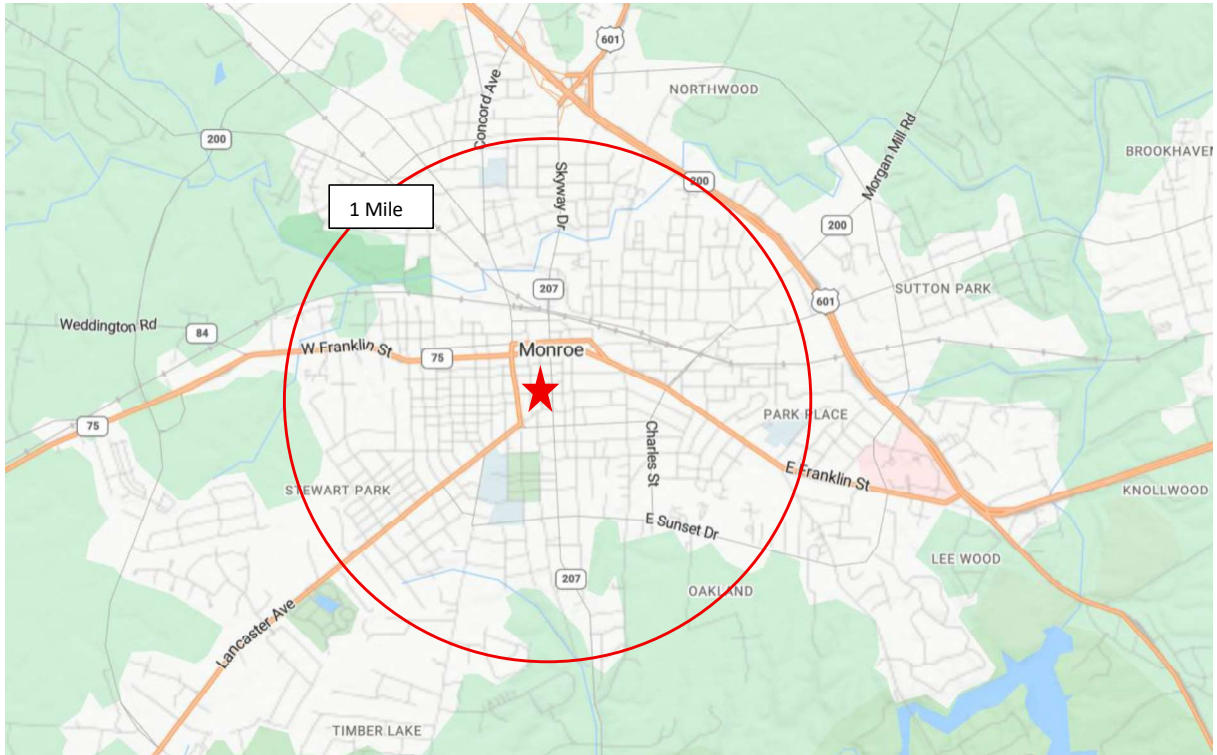 601
NORTHWOOD
Concord Ave
200
Morgan Mill Rd
BROOKHAVEN
Skyway Dr
200
1 Mile
200
207
SUTTON PARK
601
Weddington Rd
84
W Franklin St
75
Monroe
75
PARK PLACE
Charles St
E Franklin St
STEWART PARK
KNOLLWOOD
E Sunset Dr
LEE WOOD
207
OAKLAND
Lancaster Ave
TIMBER LAKE